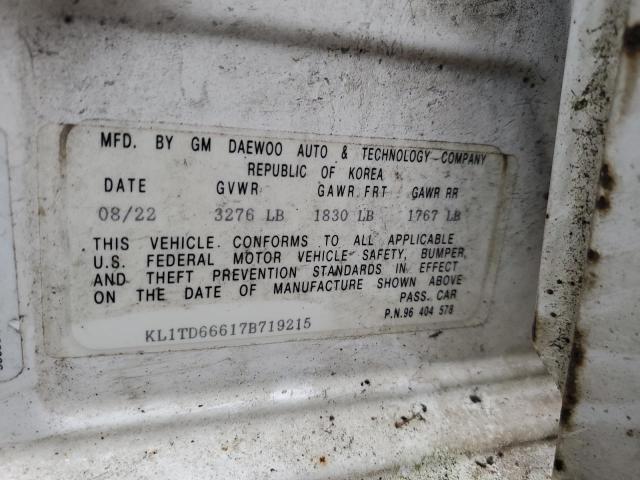 MFD. BY GM DAEWOO AUTO & TECHNOLOGY COMPANY
REPUBLIC OF KOREA
DATE GVWR GAWR FRT GAWR RR
08/22 3276 LB 1830 LB 1767 LB
THIS VEHICLE CONFORMS TO ALL APPLICABLE
U.S. FEDERAL MOTOR VEHICLE SAFETY, BUMPER,
AND THEFT PREVENTION STANDARDS IN EFFECT
ON THE DATE OF MANUFACTURE SHOWN ABOVE
PASS. CAR
KL1TD66617B719215 P.N.96 404 578